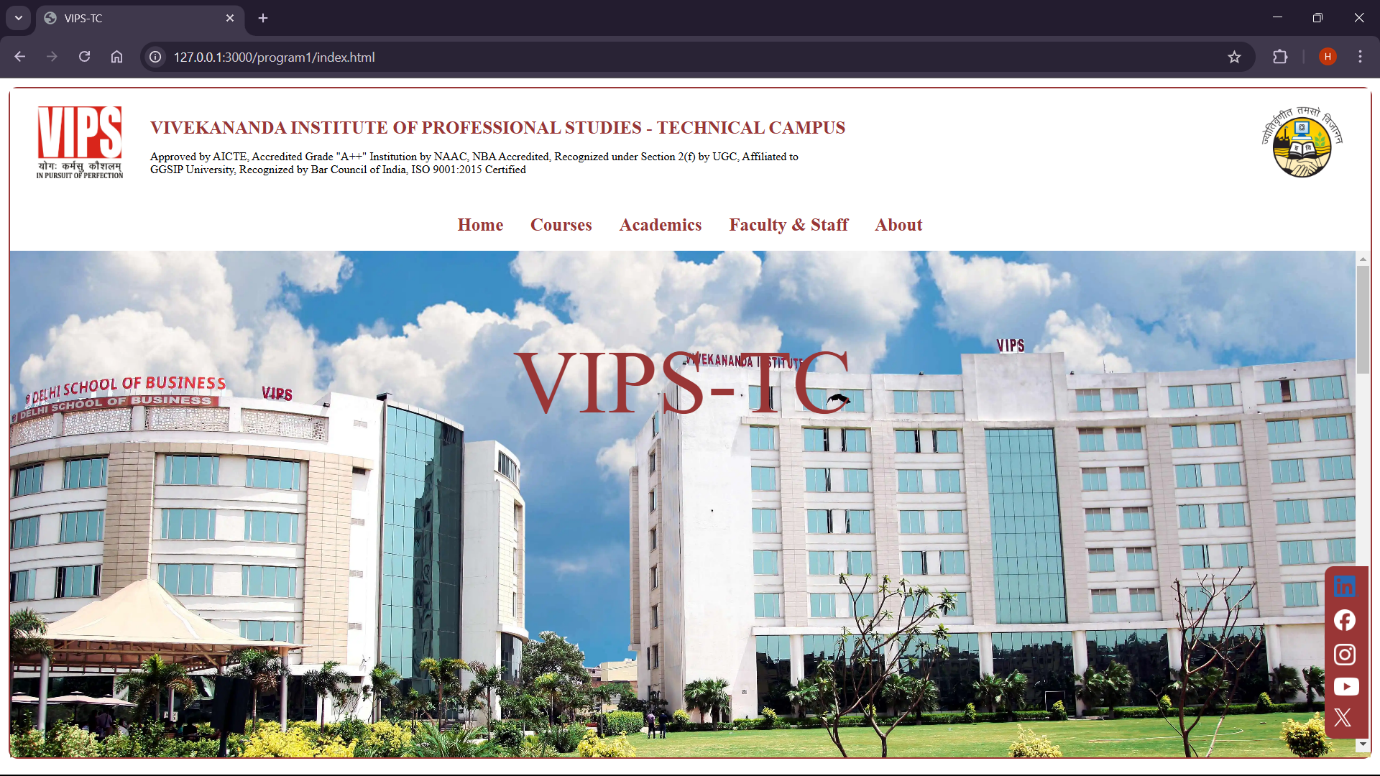 VIPS-TC
127.0.0.1:3000/program1/index.html
H
VIPS
योगः कर्मसु कौशलम्
IN PURSUIT OF PERFECTION
VIVEKANANDA INSTITUTE OF PROFESSIONAL STUDIES - TECHNICAL CAMPUS
Approved by AICTE, Accredited Grade "A++" Institution by NAAC, NBA Accredited, Recognized under Section 2(f) by UGC, Affiliated to
GGSIP University, Recognized by Bar Council of India, ISO 9001:2015 Certified
Home Courses Academics Faculty & Staff About
VIPS
VIVEKANANDA INSTITUTE
VIPS-TC
DELHI SCHOOL OF BUSINESS
VIPS
DELHI SCHOOL OF BUSINESS
in
X